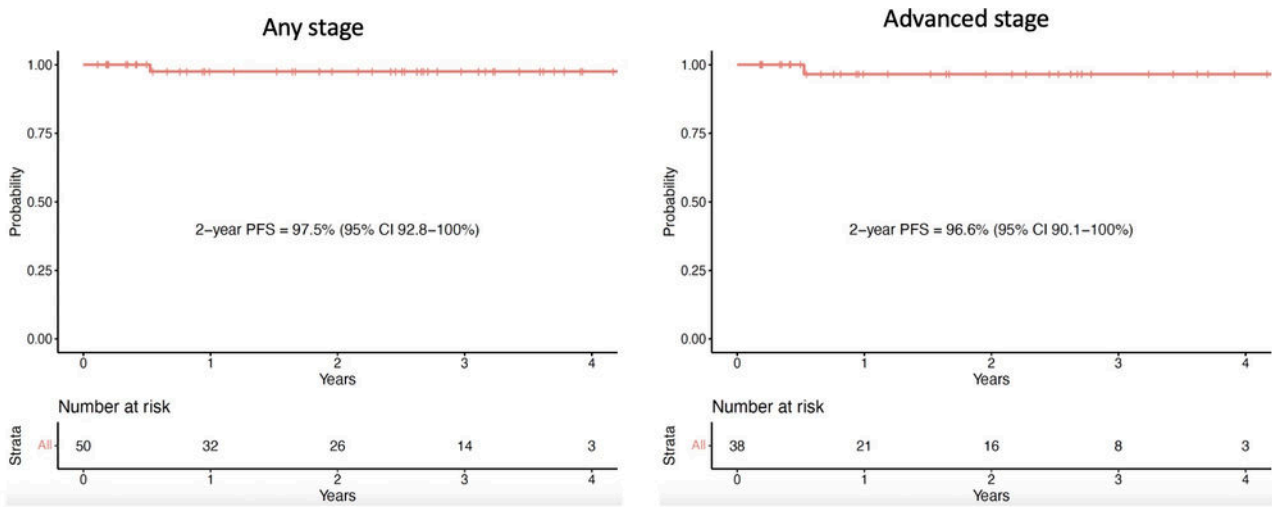 Any stage
1.00
0.75
0.50
0.25
0.00
Probability
2-year PFS = 97.5% (95% CI 92.8-100%)
0 1 2 3 4
Years
Number at risk
Strata
All 50 32 26 14 3
0 1 2 3 4
Years
Advanced stage
1.00
0.75
0.50
0.25
0.00
Probability
2-year PFS = 96.6% (95% CI 90.1-100%)
0 1 2 3 4
Years
Number at risk
Strata
All 38 21 16 8 3
0 1 2 3 4
Years